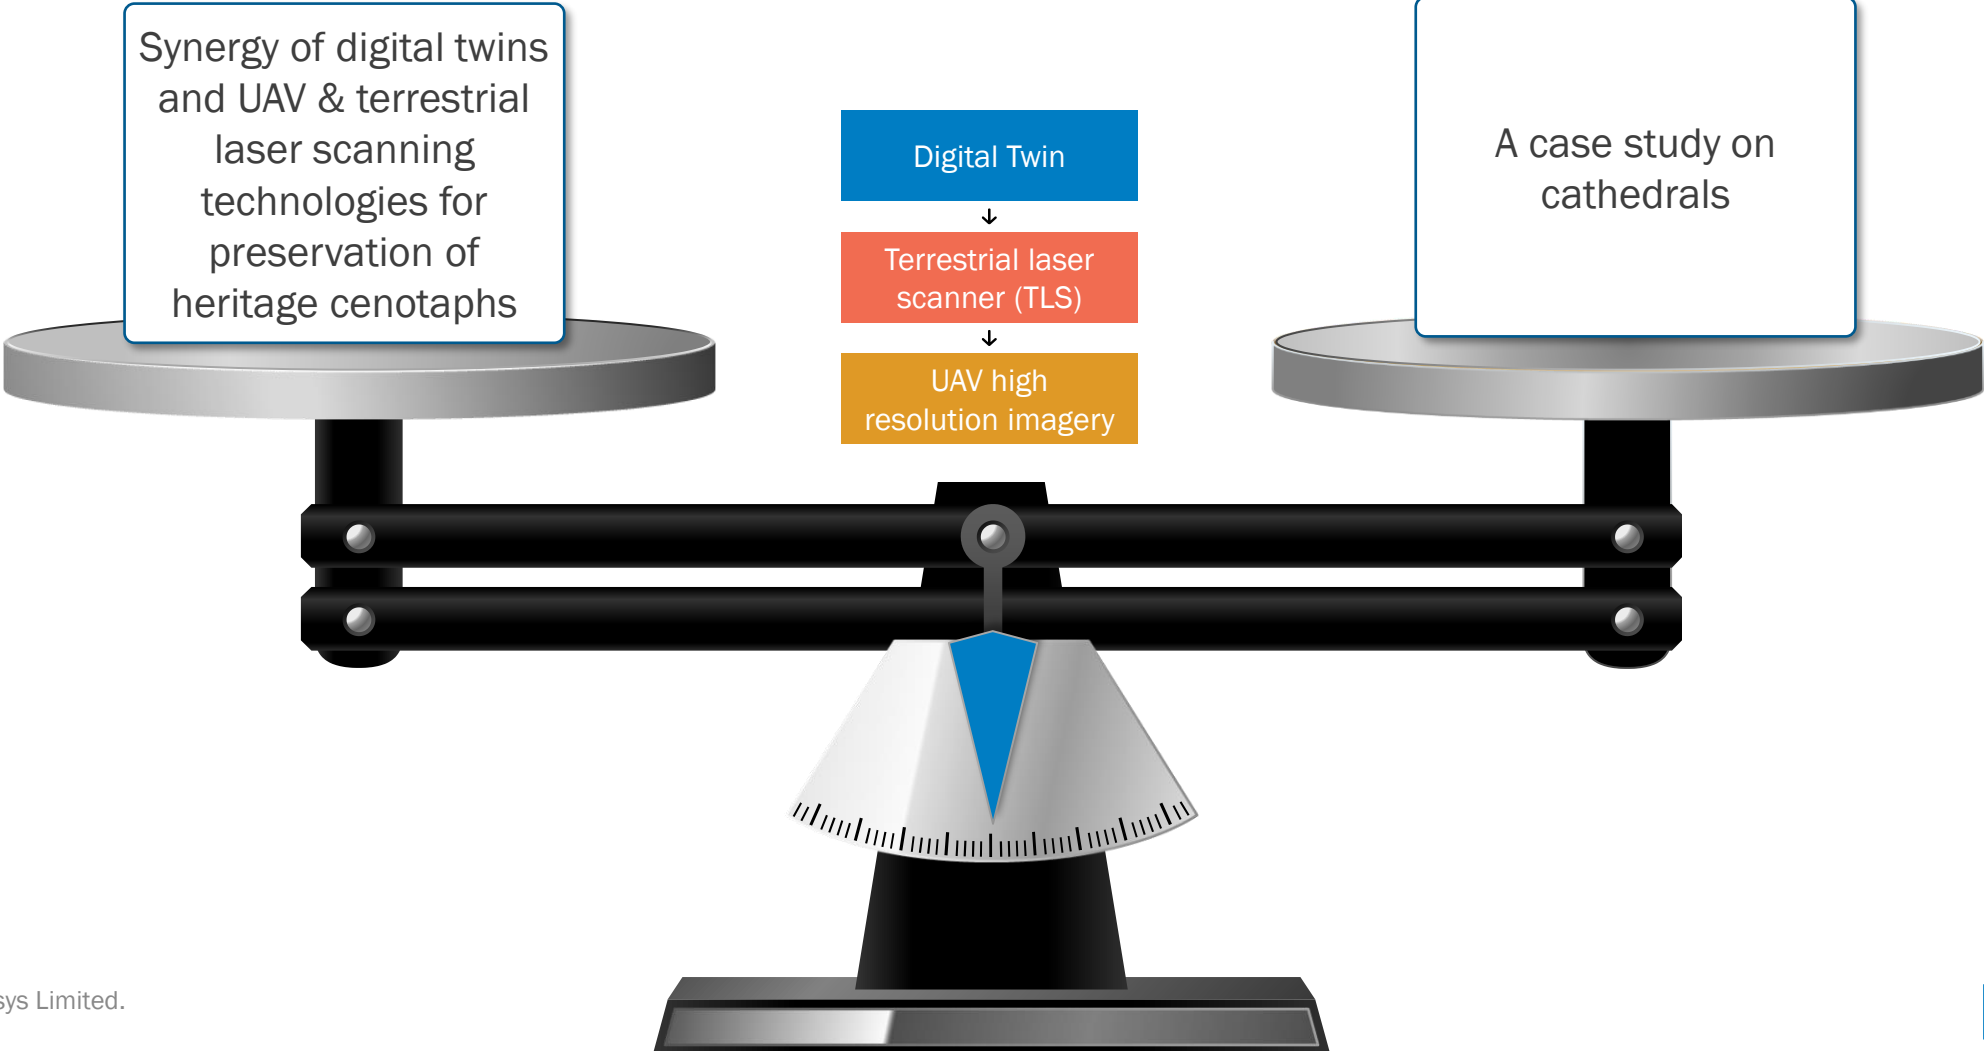 Synergy of digital twins
and UAV & terrestrial
laser scanning
technologies for
preservation of
heritage cenotaphs
Digital Twin
↓
Terrestrial laser
scanner (TLS)
↓
UAV high
resolution imagery
A case study on
cathedrals
Limited.